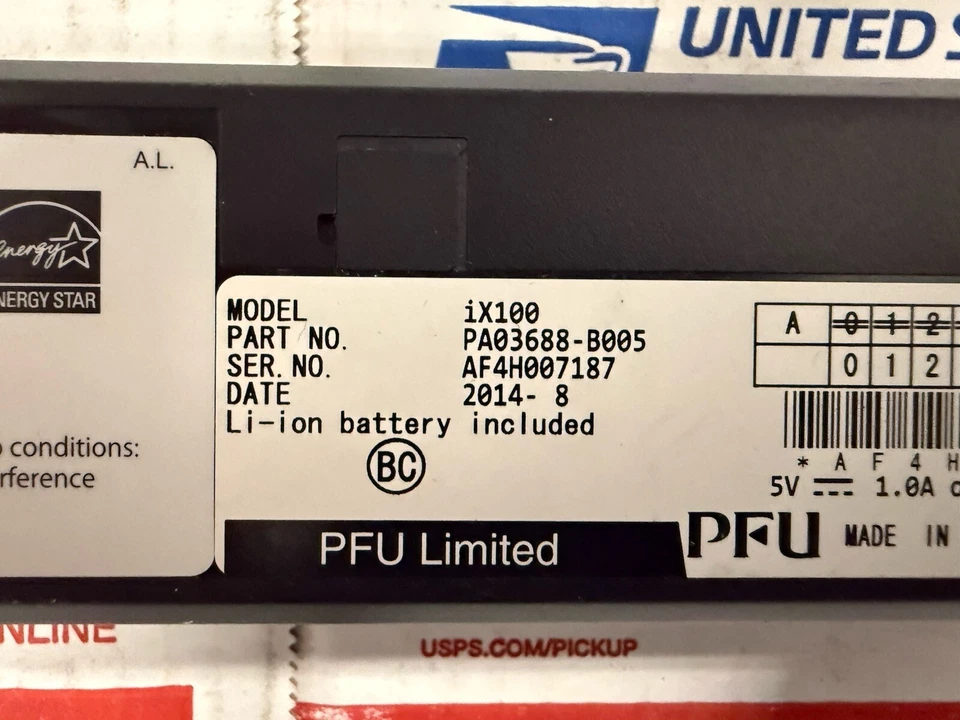 UNITED S
A.L.
energy
ENERGY STAR
conditions:
rference
MODEL iX100
PART NO. PA03688-B005
SER. NO. AF4H007187
DATE 2014- 8
Li-ion battery included
BC
PFU Limited
A 0 1 2
0 1 2
* A F 4 H
5V 1.0A
PFU MADE IN
NLINE
USPS.COM/PICKUP